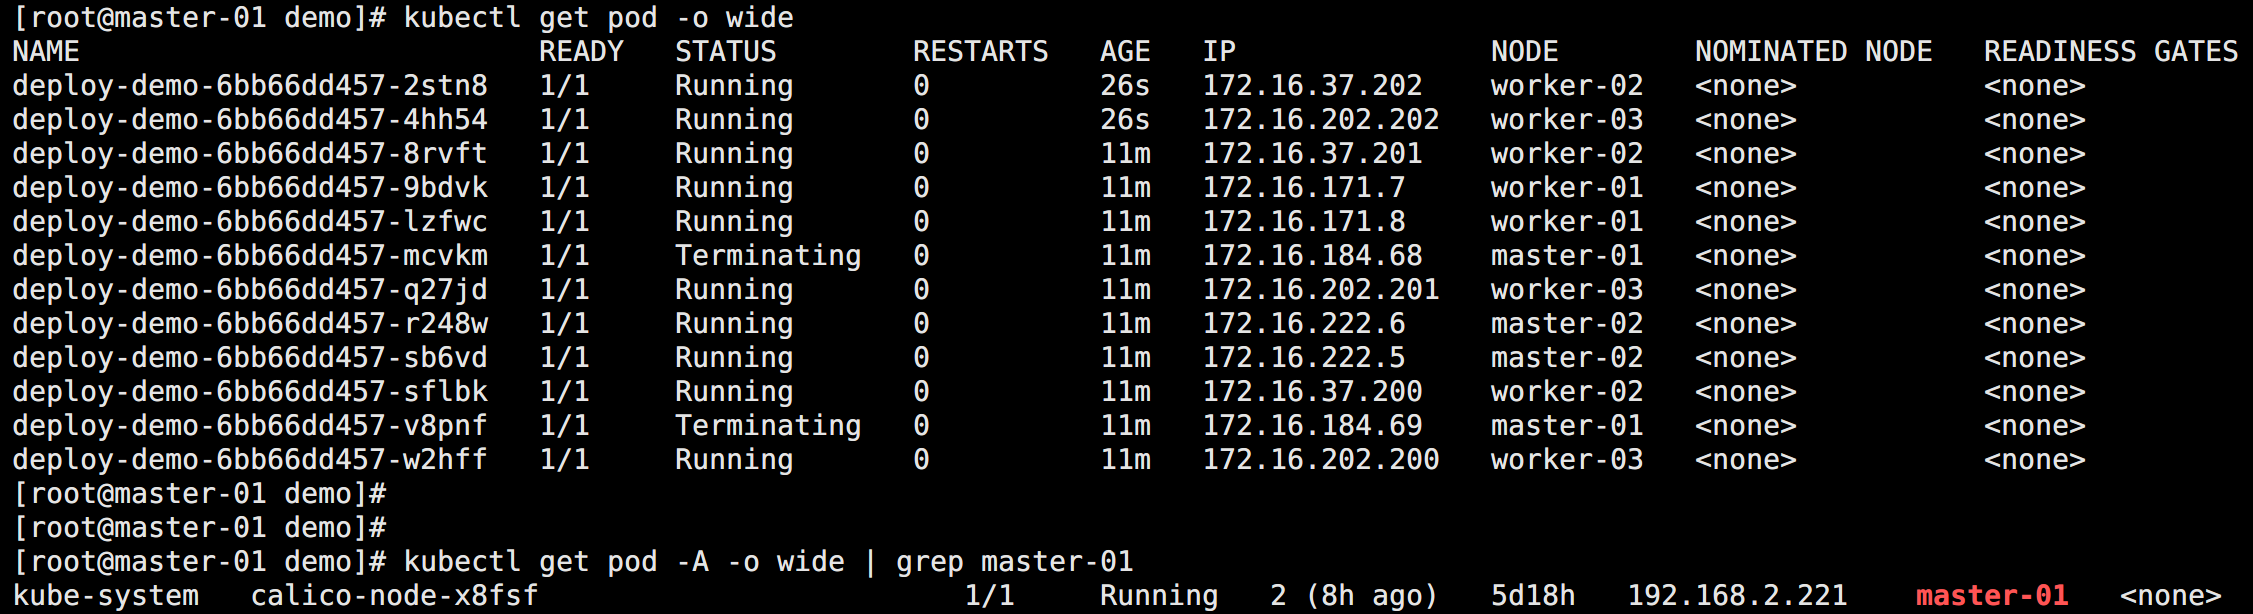 [root@master-01 demo]# kubectl get pod -o wide
NAME                           READY   STATUS        RESTARTS   AGE   IP               NODE        NOMINATED NODE   READINESS GATES
deploy-demo-6bb66dd457-2stn8   1/1     Running       0          26s   172.16.37.202    worker-02   <none>           <none>
deploy-demo-6bb66dd457-4hh54   1/1     Running       0          26s   172.16.202.202   worker-03   <none>           <none>
deploy-demo-6bb66dd457-8rvft   1/1     Running       0          11m   172.16.37.201    worker-02   <none>           <none>
deploy-demo-6bb66dd457-9bdvk   1/1     Running       0          11m   172.16.171.7     worker-01   <none>           <none>
deploy-demo-6bb66dd457-lzfwc   1/1     Running       0          11m   172.16.171.8     worker-01   <none>           <none>
deploy-demo-6bb66dd457-mcvkm   1/1     Terminating   0          11m   172.16.184.68    master-01   <none>           <none>
deploy-demo-6bb66dd457-q27jd   1/1     Running       0          11m   172.16.202.201   worker-03   <none>           <none>
deploy-demo-6bb66dd457-r248w   1/1     Running       0          11m   172.16.222.6     master-02   <none>           <none>
deploy-demo-6bb66dd457-sb6vd   1/1     Running       0          11m   172.16.222.5     master-02   <none>           <none>
deploy-demo-6bb66dd457-sflbk   1/1     Running       0          11m   172.16.37.200    worker-02   <none>           <none>
deploy-demo-6bb66dd457-v8pnf   1/1     Terminating   0          11m   172.16.184.69    master-01   <none>           <none>
deploy-demo-6bb66dd457-w2hff   1/1     Running       0          11m   172.16.202.200   worker-03   <none>           <none>
[root@master-01 demo]#
[root@master-01 demo]#
[root@master-01 demo]# kubectl get pod -A -o wide | grep master-01
kube-system   calico-node-x8fsf                         1/1     Running   2 (8h ago)   5d18h   192.168.2.221    master-01   <none>